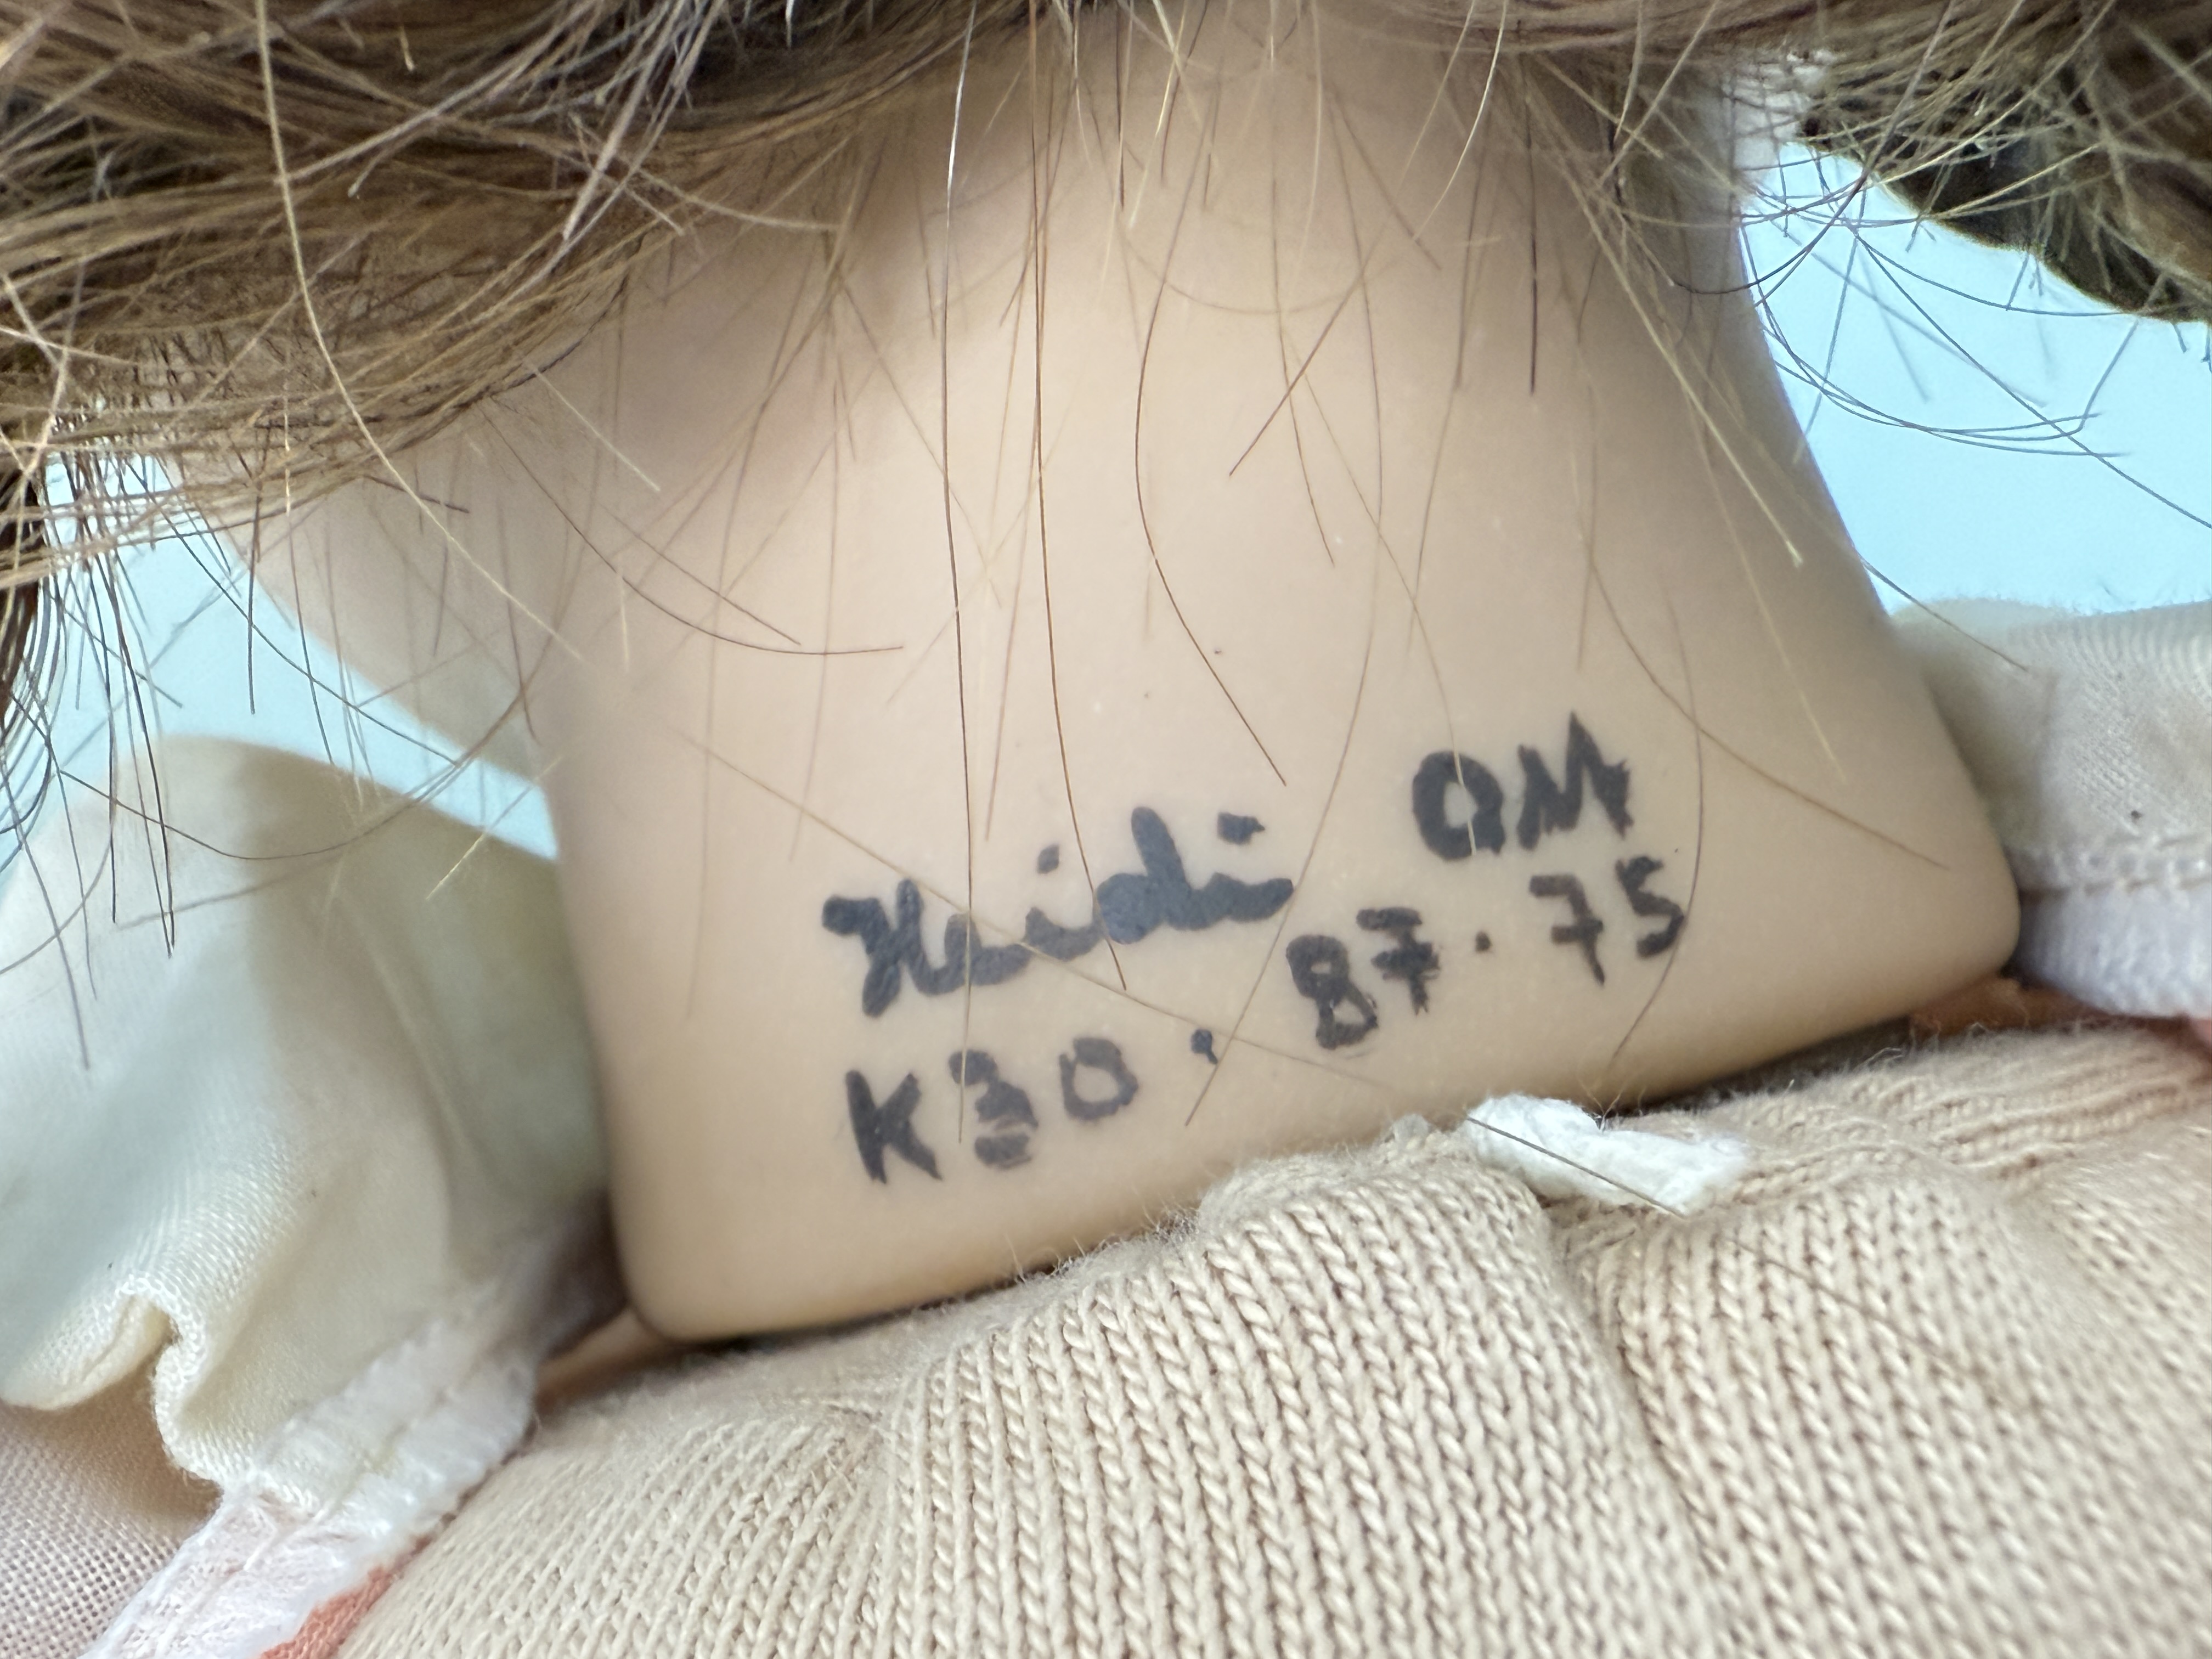 Heidi OM
K30 · 87 · 75